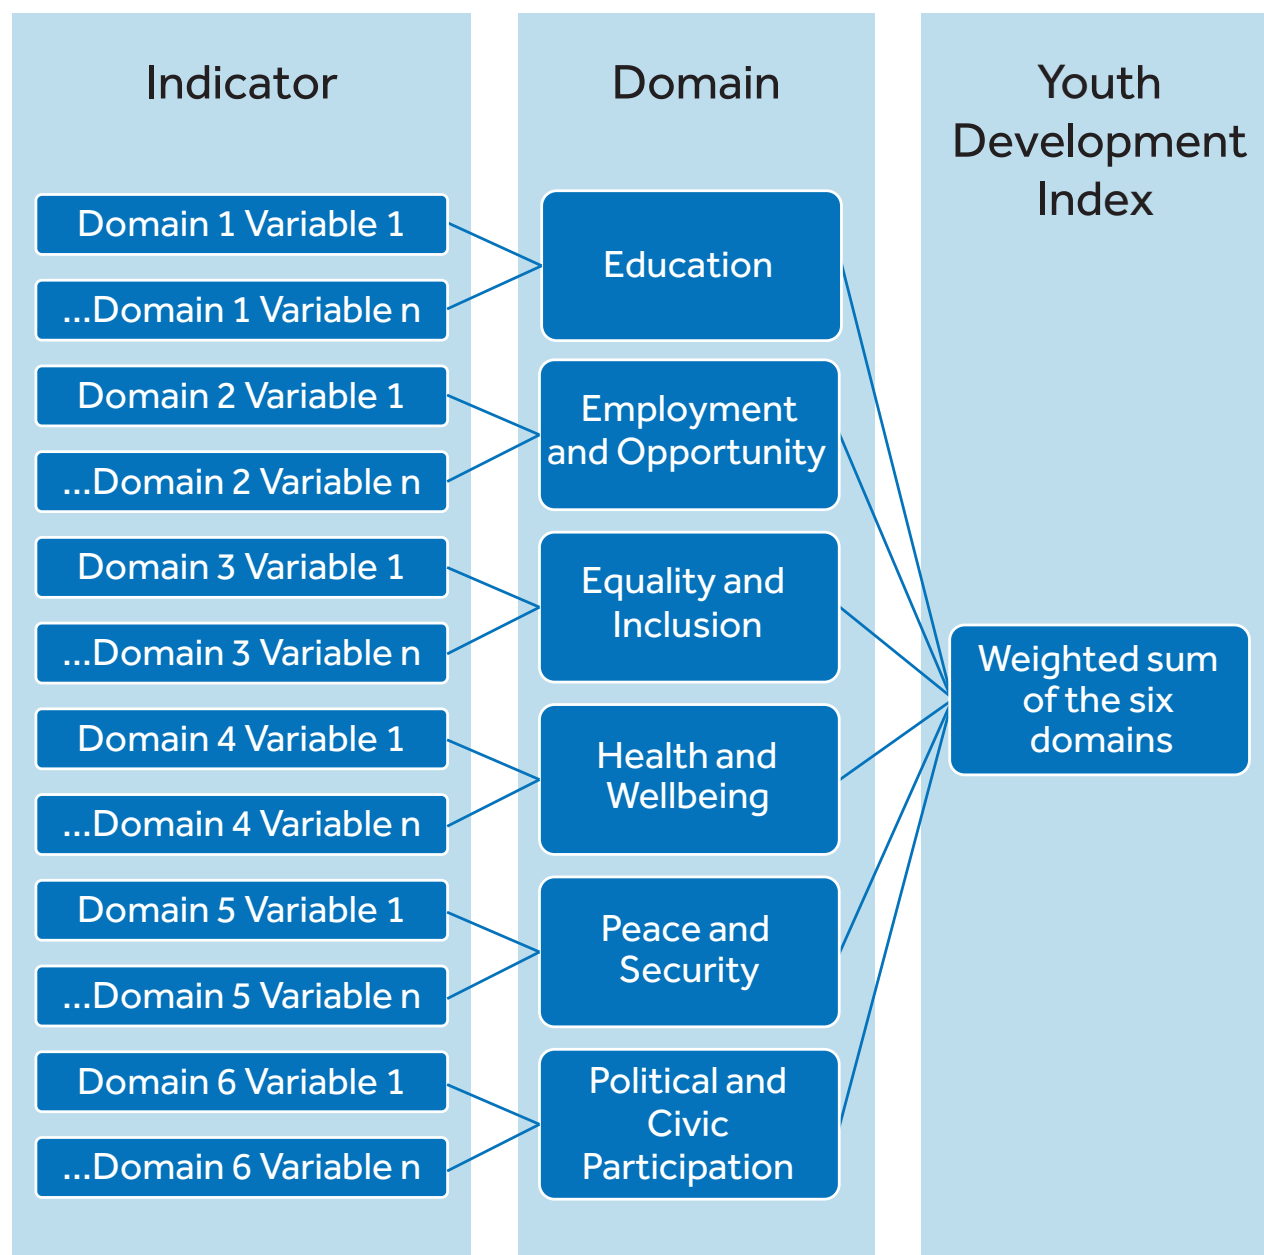 Indicator
Domain 1 Variable 1
...Domain 1 Variable n
Domain 2 Variable 1
...Domain 2 Variable n
Domain 3 Variable 1
...Domain 3 Variable n
Domain 4 Variable 1
...Domain 4 Variable n
Domain 5 Variable 1
...Domain 5 Variable n
Domain 6 Variable 1
...Domain 6 Variable n
Domain
Education
Employment
and Opportunity
Equality and
Inclusion
Health and
Wellbeing
Peace and
Security
Political and
Civic
Participation
Youth
Development
Index
Weighted sum
of the six
domains